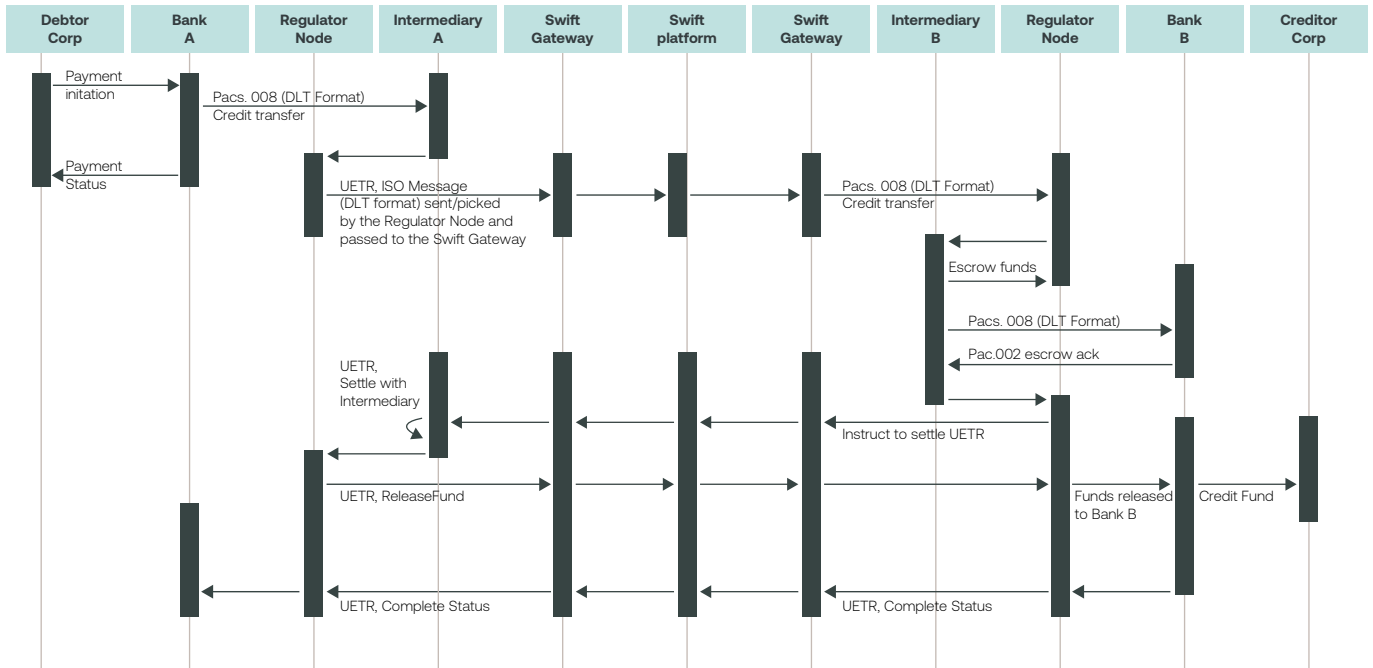 Debtor
Corp
Bank
A
Regulator
Node
Intermediary
A
Swift
Gateway
Swift
platform
Swift
Gateway
Intermediary
B
Regulator
Node
Bank
B
Creditor
Corp
Payment
initation
Pacs. 008 (DLT Format)
Credit transfer
Payment
Status
UETR, ISO Message
(DLT format) sent/picked
by the Regulator Node and
passed to the Swift Gateway
Pacs. 008 (DLT Format)
Credit transfer
Escrow funds
Pacs. 008 (DLT Format)
Pac.002 escrow ack
UETR,
Settle with
Intermediary
Instruct to settle UETR
UETR, ReleaseFund
Funds released
to Bank B
Credit Fund
UETR, Complete Status
UETR, Complete Status